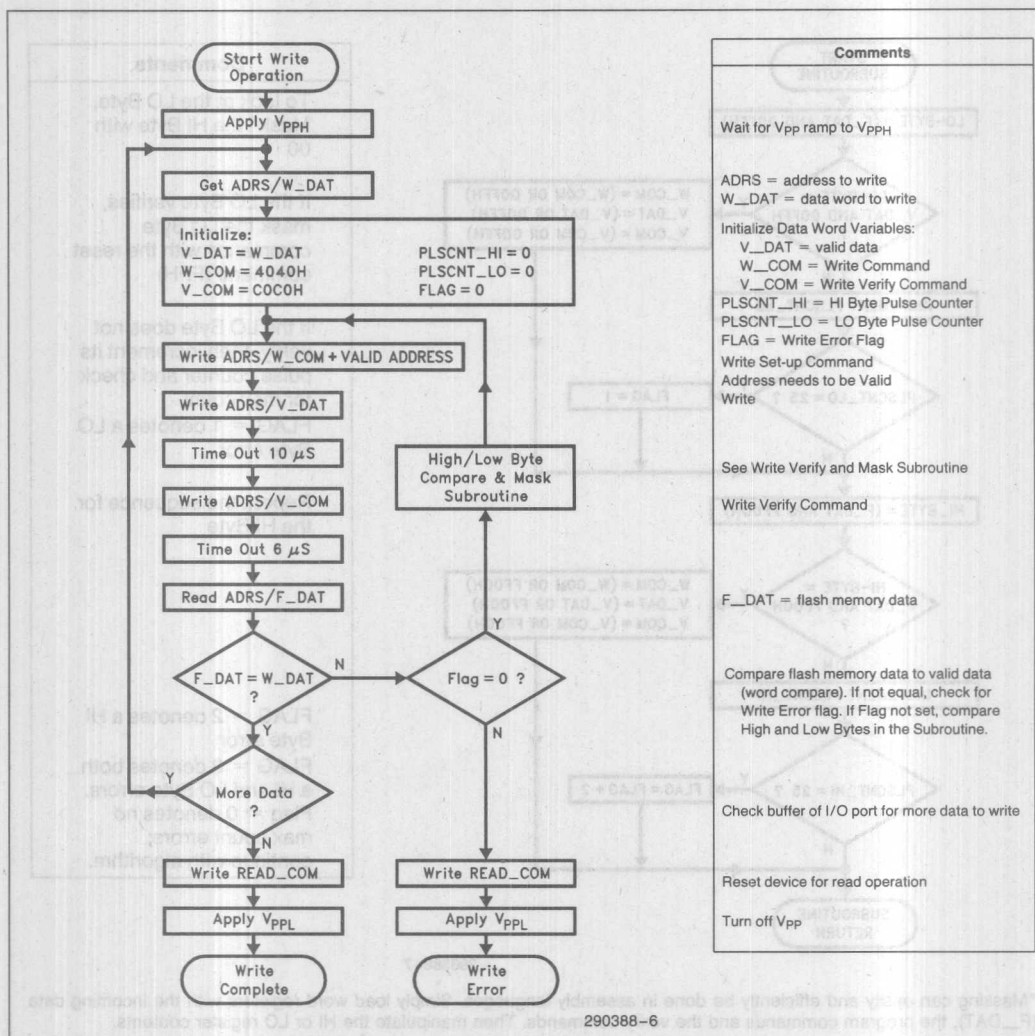 Start Write
Operation
Apply VPPH
Get ADRS/W_DAT
Initialize:
V_DAT=W_DAT PLSCNT_HI=0
W_COM=4040H PLSCNT_LO=0
V_COM=C0C0H FLAG=0
Write ADRS/W_COM+VALID ADDRESS
Write ADRS/V_DAT
Time Out 10 μS
High/Low Byte
Compare & Mask
Subroutine
Write ADRS/V_COM
Time Out 6 μS
Read ADRS/F_DAT
Y
F_DAT=W_DAT
?
N
Flag=0 ?
Y
N
Y
More Data
?
N
Write READ_COM
Write READ_COM
Apply VPPL
Apply VPPL
Write
Complete
Write
Error
Comments
Wait for VPP ramp to VPPH
ADRS = address to write
W__DAT = data word to write
Initialize Data Word Variables:
V_DAT = valid data
W__COM = Write Command
V__COM = Write Verify Command
PLSCNT_HI = HI Byte Pulse Counter
PLSCNT__LO = LO Byte Pulse Counter
FLAG = Write Error Flag
Write Set-up Command
Address needs to be Valid
Write
See Write Verify and Mask Subroutine
Write Verify Command
F__DAT = flash memory data
Compare flash memory data to valid data
(word compare). If not equal, check for
Write Error flag. If Flag not set, compare
High and Low Bytes in the Subroutine.
Check buffer of I/O port for more data to write
Reset device for read operation
Turn off VPP
290388-6